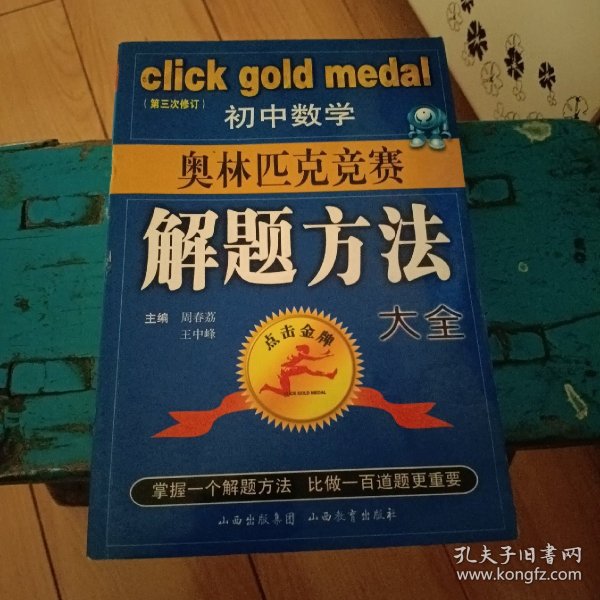 click gold medal
（第三次修订）
初中数学
奥林匹克竞赛
解题方法
大全
主编 周春荔
王中峰
点击金牌
CLICK GOLD MEDAL
掌握一个解题方法 比做一百道题更重要
山西出版集团 山西教育出版社
孔夫子旧书网
www.kongfz.com